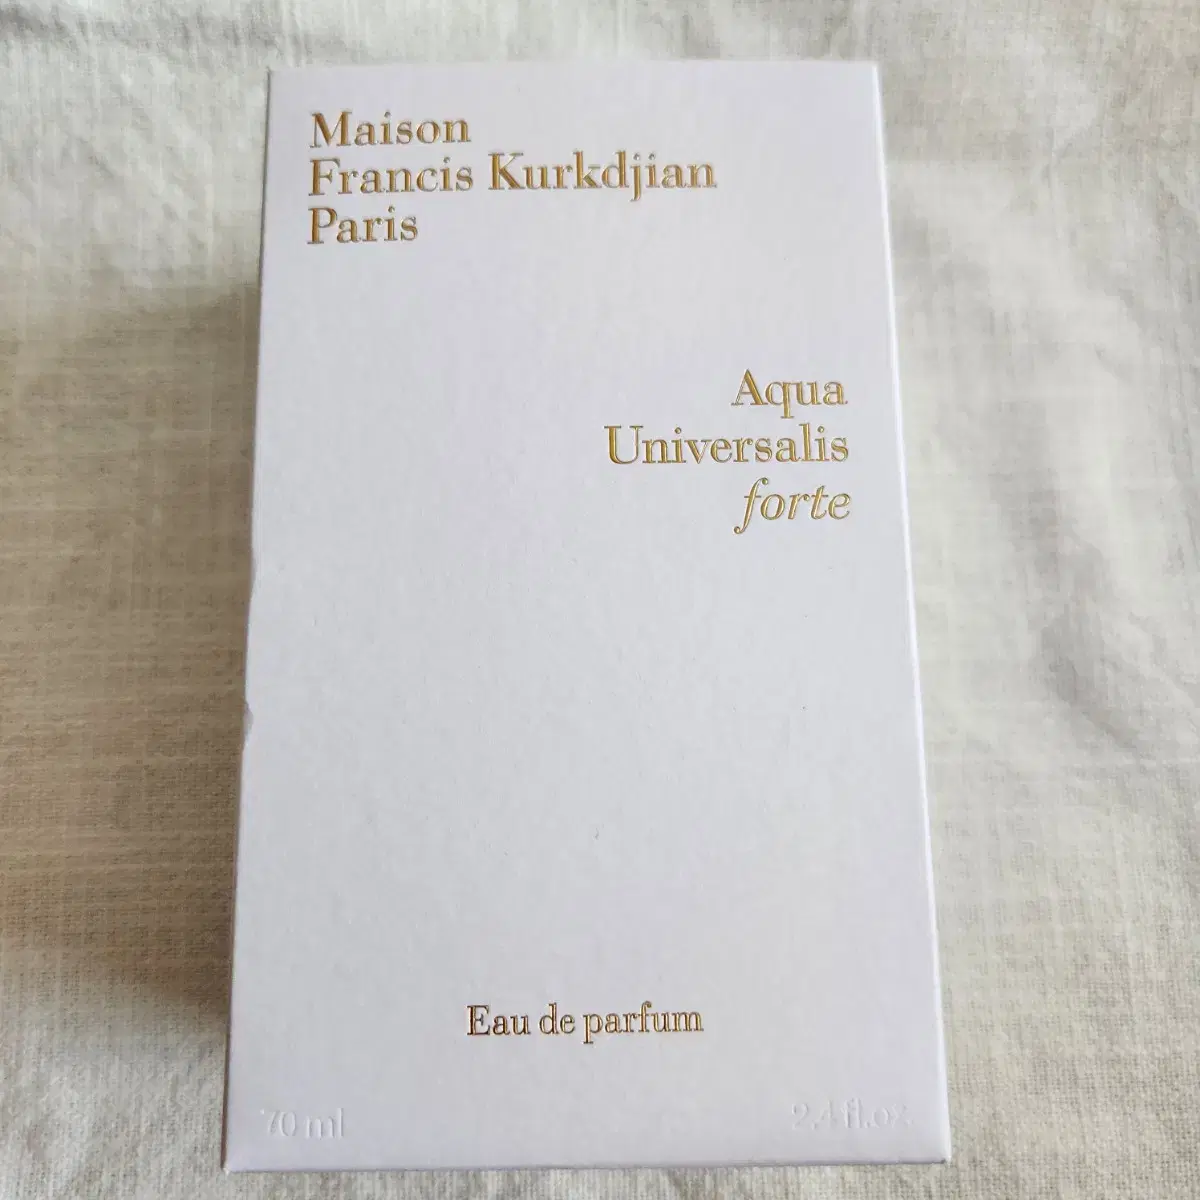 Maison
Francis Kurkdjian
Paris
Aqua
Universalis
forte
Eau de parfum
70 ml
2.4 fl.oz